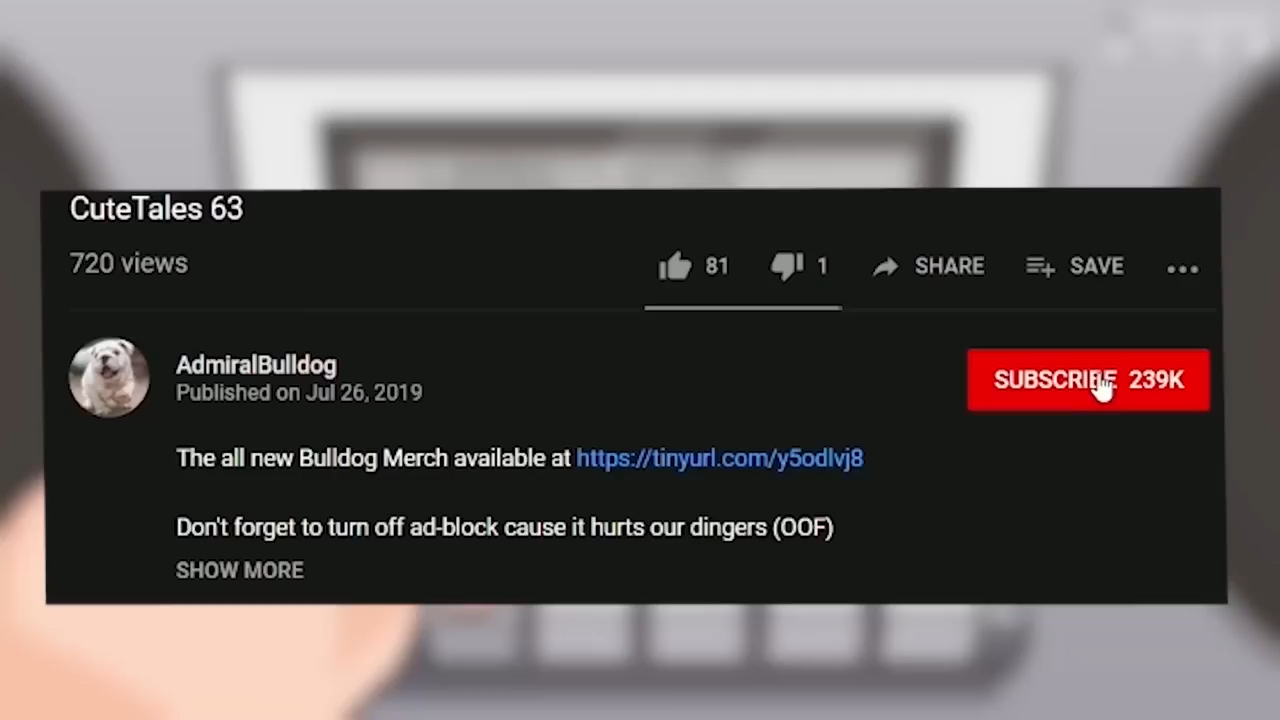 CuteTales 63
720 views
81 1 SHARE SAVE
AdmiralBulldog
Published on Jul 26, 2019
SUBSCRIBE 239K
The all new Bulldog Merch available at https://tinyurl.com/y5odlvj8
Don't forget to turn off ad-block cause it hurts our dingers (OOF)
SHOW MORE